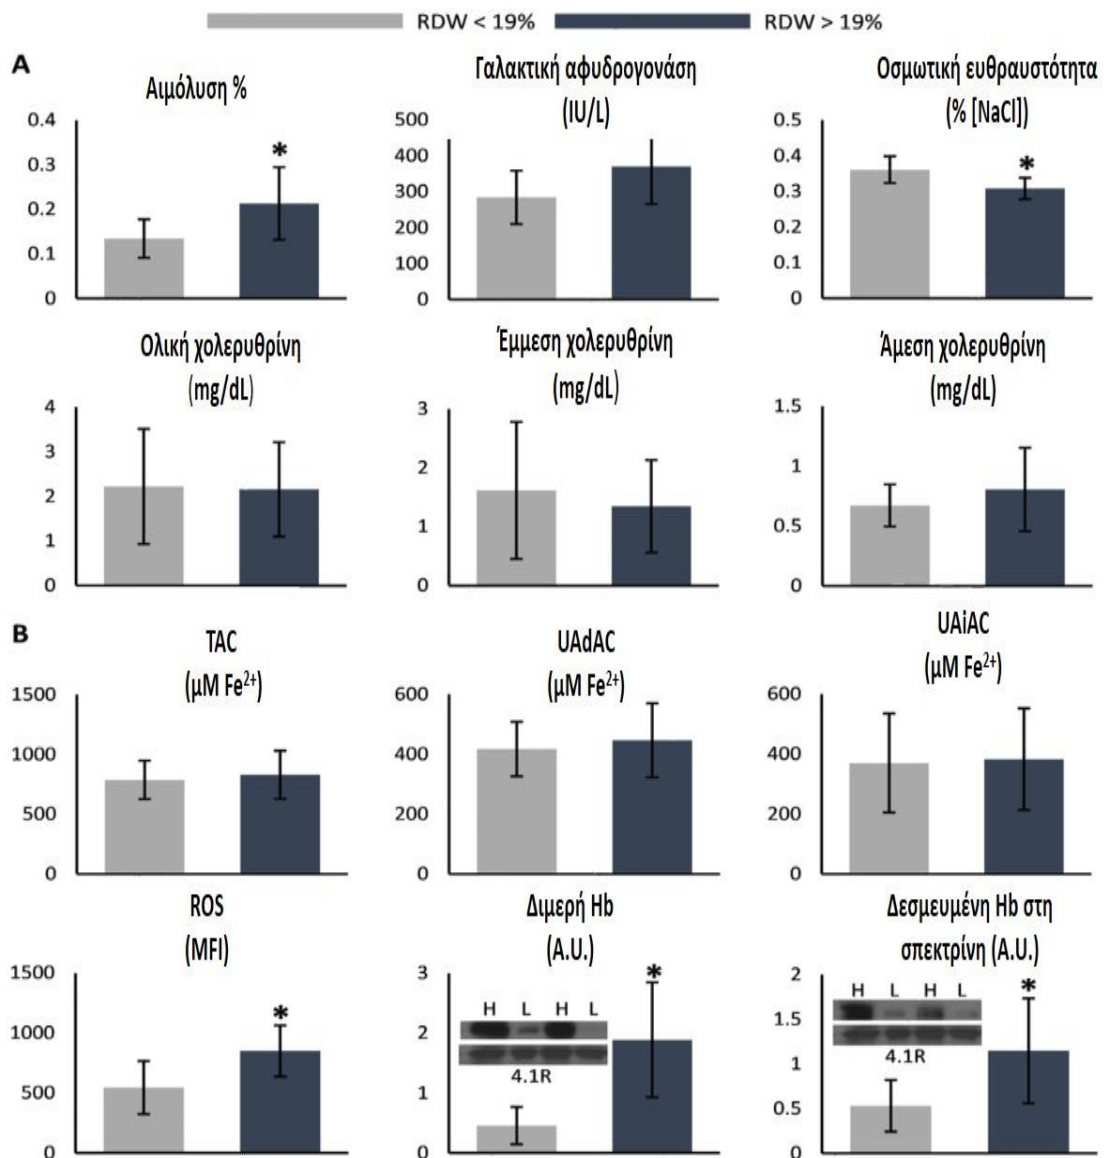 RDW < 19% RDW > 19%
A
Αιμόλυση %
0.4
0.3
0.2
0.1
0
*
Γαλακτική αφυδρογονάση
(IU/L)
500
400
300
200
100
0
Οσμωτική ευθραυστότητα
(% [NaCl])
0.5
0.4
0.3
0.2
0.1
0
*
Ολική χολερυθρίνη
(mg/dL)
4
3
2
1
0
Έμμεση χολερυθρίνη
(mg/dL)
3
2
1
0
Άμεση χολερυθρίνη
(mg/dL)
1.5
1
0.5
0
B
TAC
(μM Fe²⁺)
1500
1000
500
0
UAdAC
(μM Fe²⁺)
600
400
200
0
UAiAC
(μM Fe²⁺)
600
400
200
0
ROS
(MFI)
1500
1000
500
0
*
Διμερή Hb
(A.U.)
3
2
1
0
H L H L
4.1R
*
Δεσμευμένη Hb στη
σπεκτρίνη (A.U.)
2
1.5
1
0.5
0
H L H L
4.1R
*